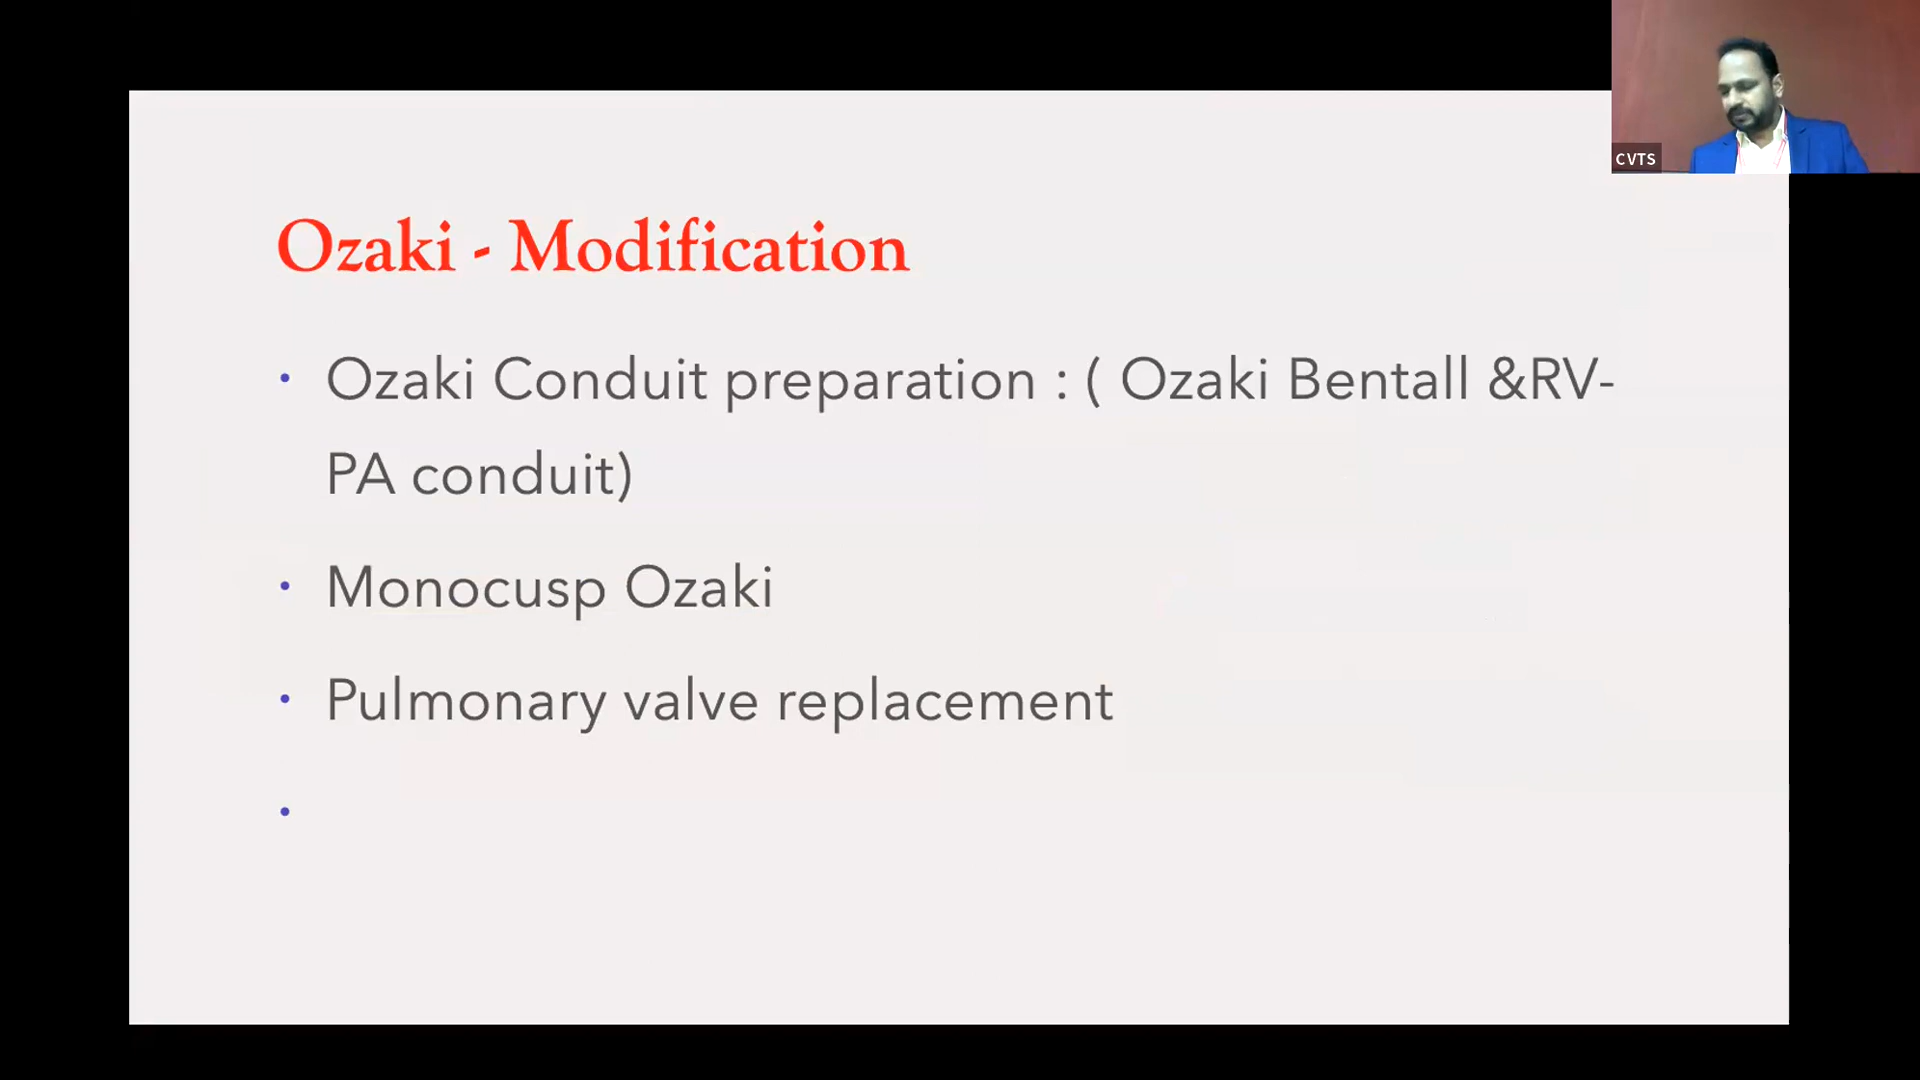 CVTS
Ozaki - Modification
• Ozaki Conduit preparation : ( Ozaki Bentall &RV-
PA conduit)
• Monocusp Ozaki
• Pulmonary valve replacement
•